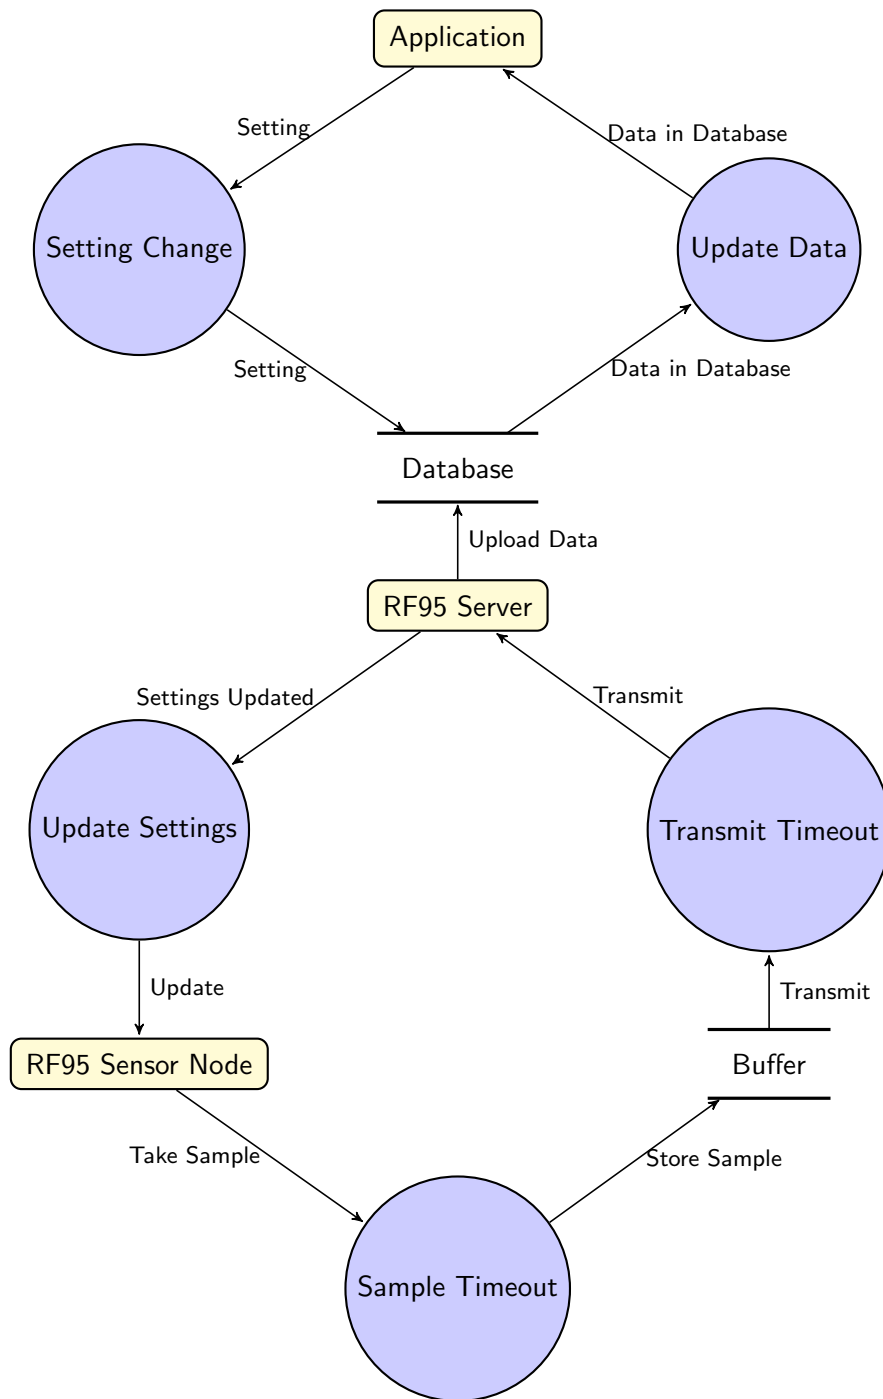 Application
Setting
Data in Database
Setting Change
Update Data
Setting
Data in Database
Database
Upload Data
RF95 Server
Settings Updated
Transmit
Update Settings
Transmit Timeout
Update
Transmit
RF95 Sensor Node
Buffer
Take Sample
Store Sample
Sample Timeout